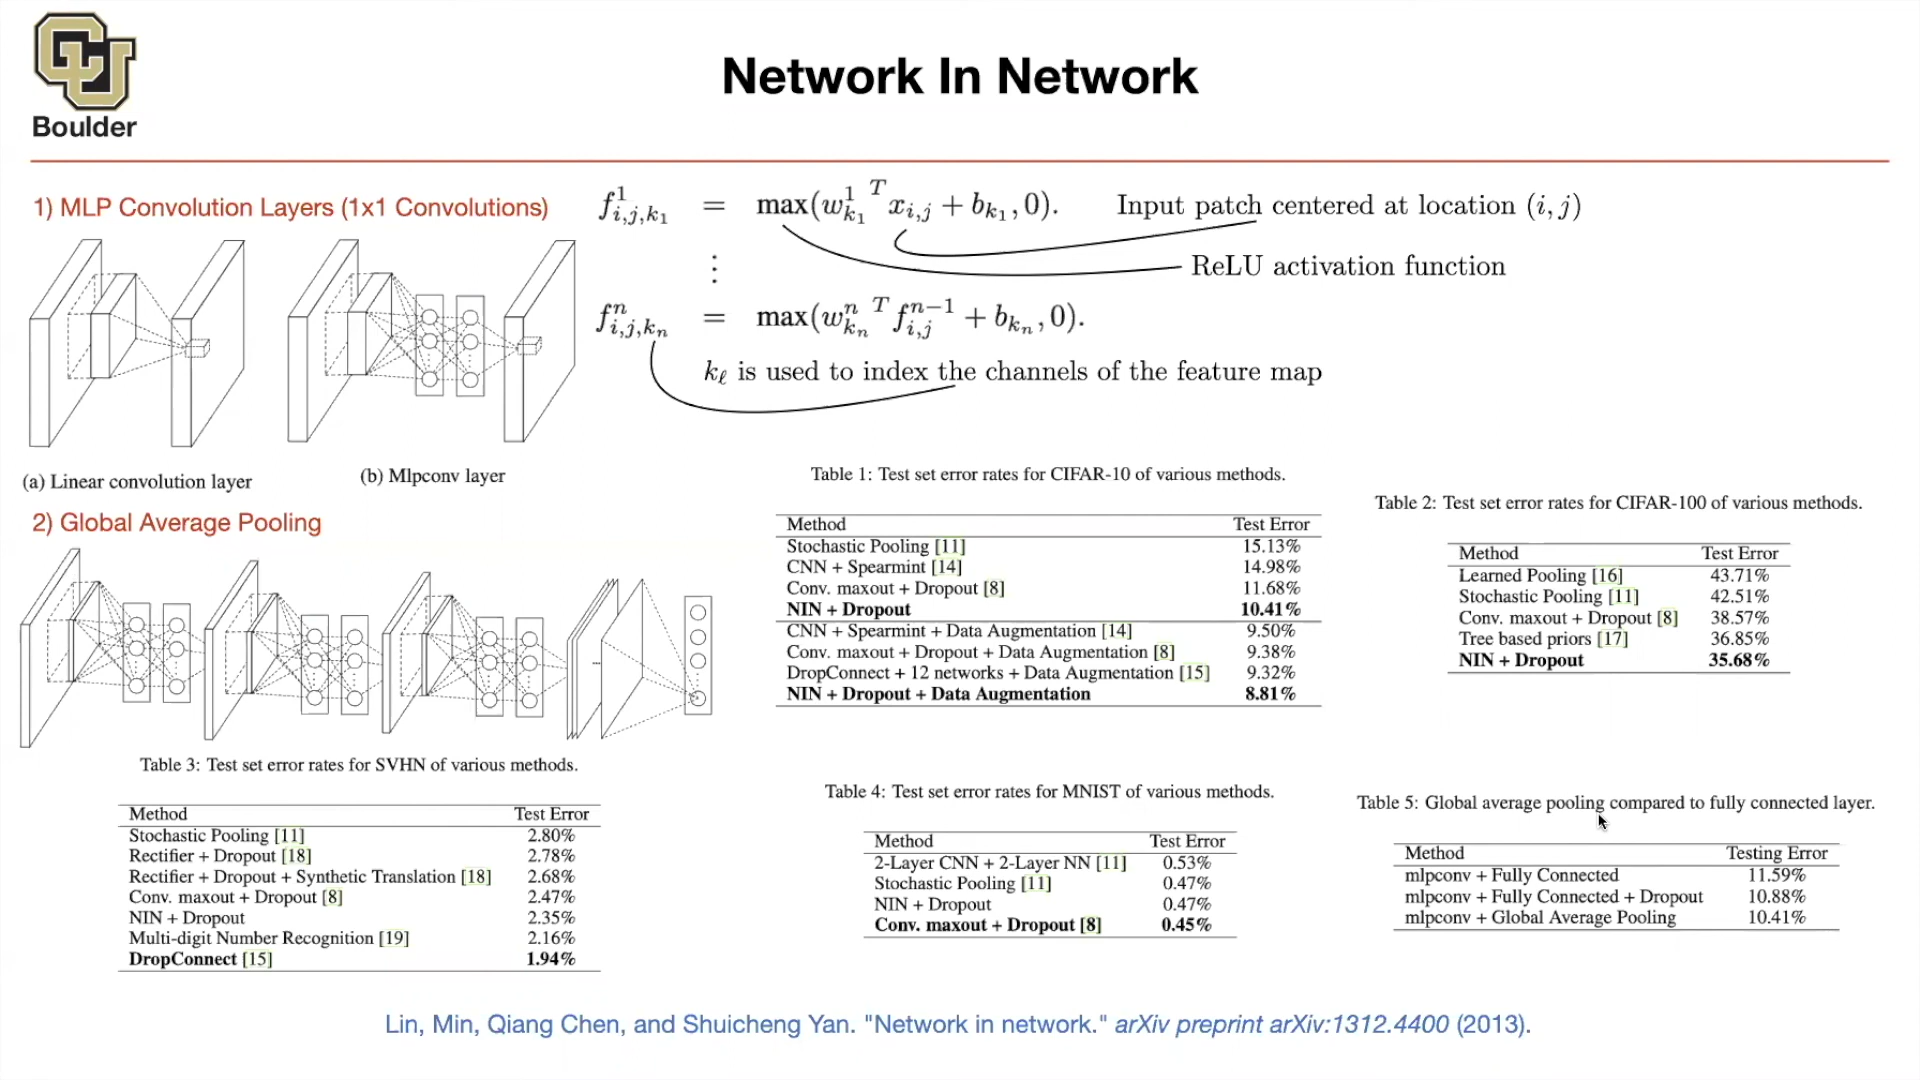 Boulder
Network In Network
1) MLP Convolution Layers (1x1 Convolutions)
f^1_{i,j,k_1} = max(w^1_{k_1}^T x_{i,j} + b_{k_1}, 0).
Input patch centered at location (i, j)
ReLU activation function
⋮
f^n_{i,j,k_n} = max(w^n_{k_n}^T f^{n-1}_{i,j} + b_{k_n}, 0).
k_ℓ is used to index the channels of the feature map
(a) Linear convolution layer
(b) Mlpconv layer
2) Global Average Pooling
Table 1: Test set error rates for CIFAR-10 of various methods.
Method Test Error
Stochastic Pooling [11] 15.13%
CNN + Spearmint [14] 14.98%
Conv. maxout + Dropout [8] 11.68%
NIN + Dropout 10.41%
CNN + Spearmint + Data Augmentation [14] 9.50%
Conv. maxout + Dropout + Data Augmentation [8] 9.38%
DropConnect + 12 networks + Data Augmentation [15] 9.32%
NIN + Dropout + Data Augmentation 8.81%
Table 2: Test set error rates for CIFAR-100 of various methods.
Method Test Error
Learned Pooling [16] 43.71%
Stochastic Pooling [11] 42.51%
Conv. maxout + Dropout [8] 38.57%
Tree based priors [17] 36.85%
NIN + Dropout 35.68%
Table 3: Test set error rates for SVHN of various methods.
Method Test Error
Stochastic Pooling [11] 2.80%
Rectifier + Dropout [18] 2.78%
Rectifier + Dropout + Synthetic Translation [18] 2.68%
Conv. maxout + Dropout [8] 2.47%
NIN + Dropout 2.35%
Multi-digit Number Recognition [19] 2.16%
DropConnect [15] 1.94%
Table 4: Test set error rates for MNIST of various methods.
Method Test Error
2-Layer CNN + 2-Layer NN [11] 0.53%
Stochastic Pooling [11] 0.47%
NIN + Dropout 0.47%
Conv. maxout + Dropout [8] 0.45%
Table 5: Global average pooling compared to fully connected layer.
Method Testing Error
mlpconv + Fully Connected 11.59%
mlpconv + Fully Connected + Dropout 10.88%
mlpconv + Global Average Pooling 10.41%
Lin, Min, Qiang Chen, and Shuicheng Yan. "Network in network." arXiv preprint arXiv:1312.4400 (2013).